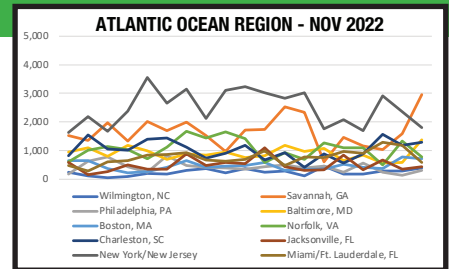 ATLANTIC OCEAN REGION - NOV 2022
5,000
4,000
3,000
2,000
1,000
0
Wilmington, NC Savannah, GA
Philadelphia, PA Baltimore, MD
Boston, MA Norfolk, VA
Charleston, SC Jacksonville, FL
New York/New Jersey Miami/Ft. Lauderdale, FL